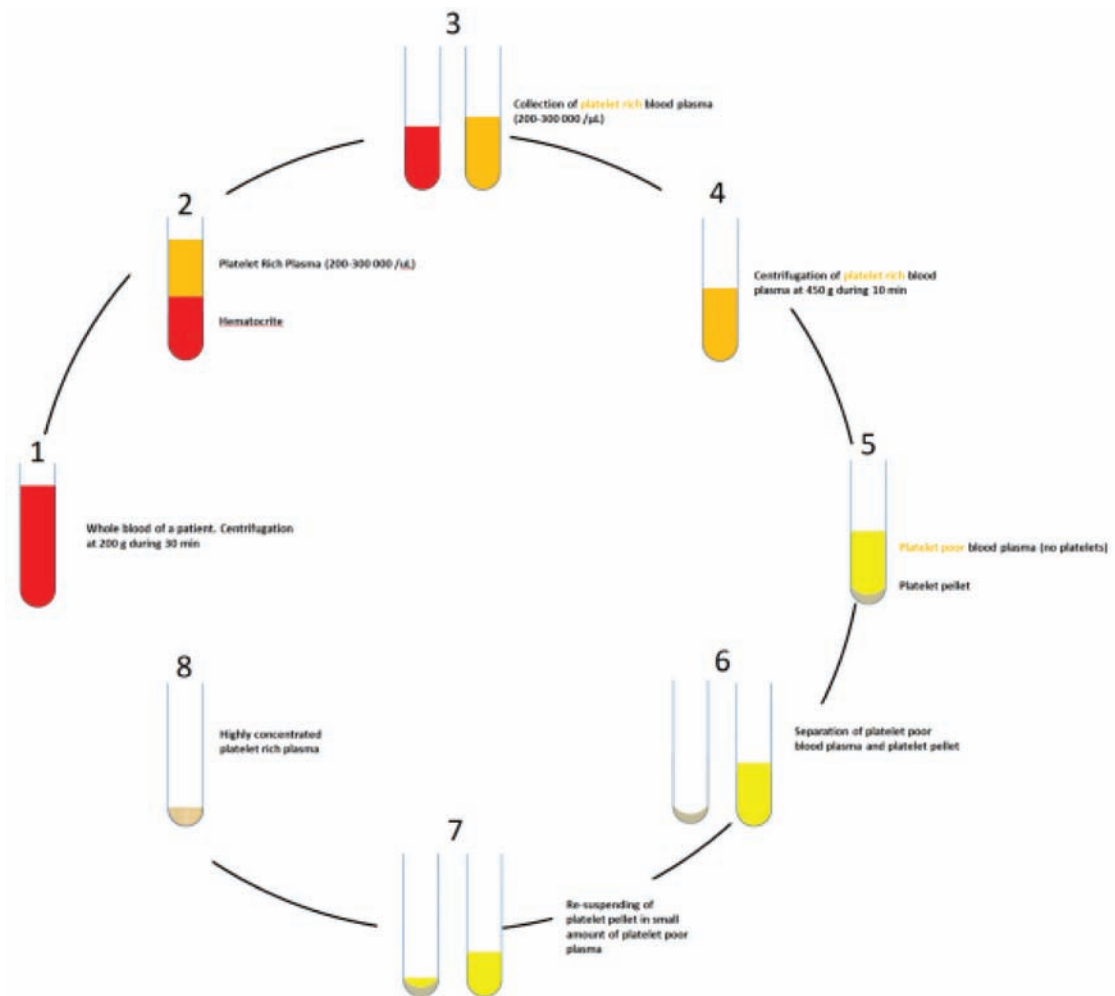 1
Whole blood of a patient. Centrifugation
at 200 g during 30 min
2
Platelet Rich Plasma (200-300 000 /uL)
Hematocrite
3
Collection of platelet rich blood plasma
(200-300 000 /µL)
4
Centrifugation of platelet rich blood
plasma at 450 g during 10 min
5
Platelet poor blood plasma (no platelets)
Platelet pellet
6
Separation of platelet poor
blood plasma and platelet pellet
7
Re-suspending of
platelet pellet in small
amount of platelet poor
plasma
8
Highly concentrated
platelet rich plasma